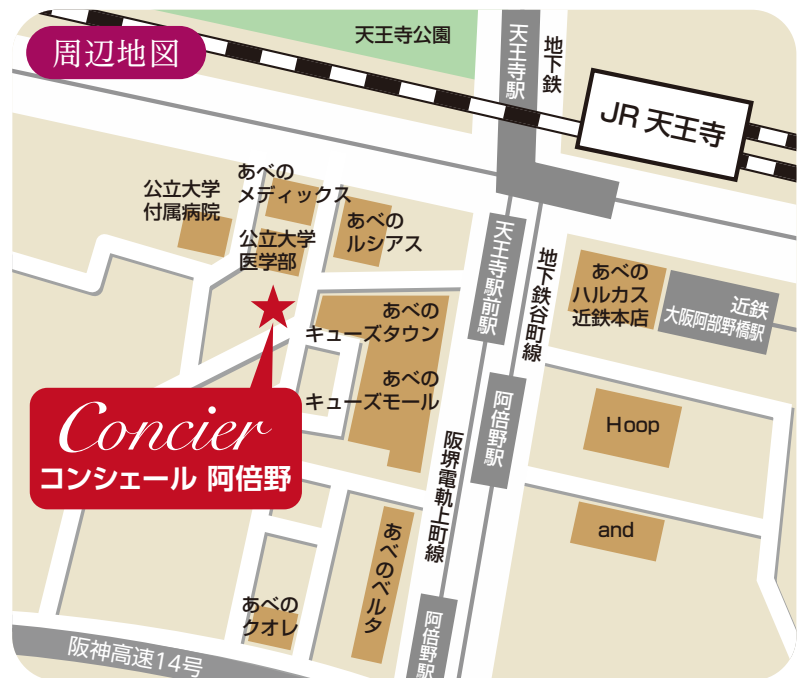 周辺地図
天王寺公園
天王寺駅
地下鉄
JR 天王寺
公立大学
付属病院
あべの
メディックス
公立大学
医学部
あべの
ルシアス
天王寺駅前駅
地下鉄谷町線
あべの
ハルカス
近鉄本店
近鉄
大阪阿部野橋駅
あべの
キューズタウン
あべの
キューズモール
Concier
コンシェール 阿倍野
阿倍野駅
Hoop
阪堺電軌上町線
and
あべのベルタ
あべの
クオレ
阿倍野駅
阪神高速14号